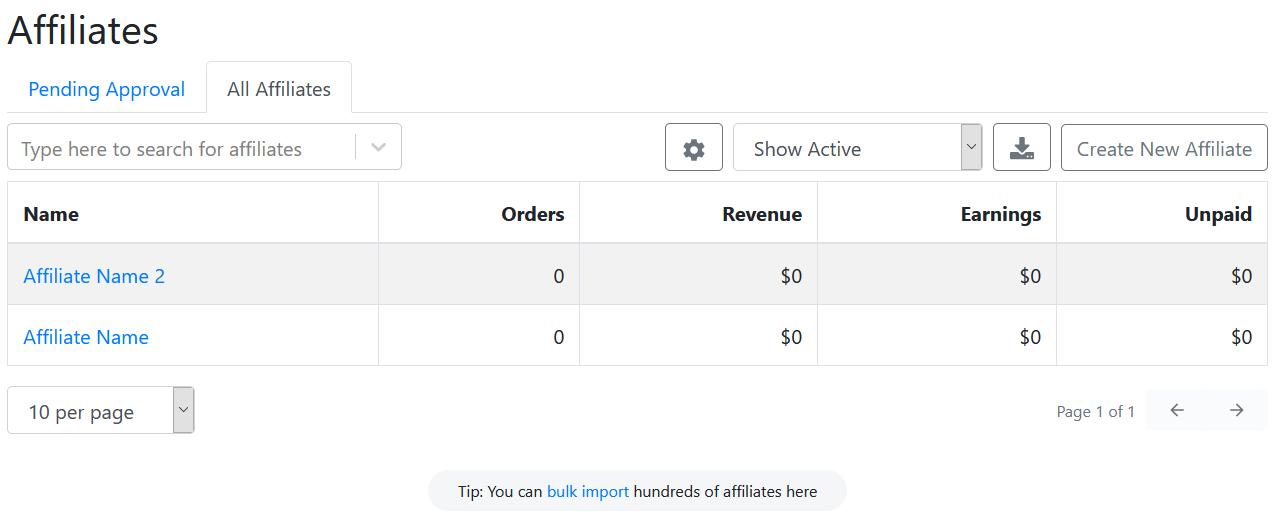 Affiliates
Pending Approval All Affiliates
Type here to search for affiliates Show Active Create New Affiliate
Name Orders Revenue Earnings Unpaid
Affiliate Name 2 0 $0 $0 $0
Affiliate Name 0 $0 $0 $0
10 per page Page 1 of 1
Tip: You can bulk import hundreds of affiliates here